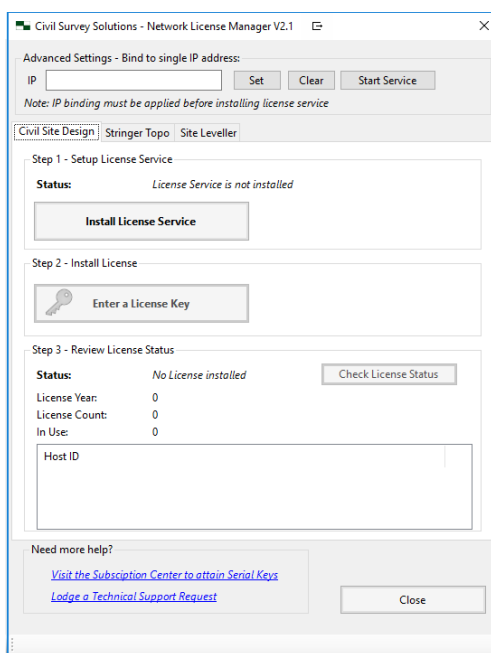 Civil Survey Solutions - Network License Manager V2.1
Advanced Settings - Bind to single IP address:
IP Set Clear Start Service
Note: IP binding must be applied before installing license service
Civil Site Design Stringer Topo Site Leveller
Step 1 - Setup License Service
Status: License Service is not installed
Install License Service
Step 2 - Install License
Enter a License Key
Step 3 - Review License Status
Status: No License installed Check License Status
License Year: 0
License Count: 0
In Use: 0
Host ID
Need more help?
Visit the Subsciption Center to attain Serial Keys
Lodge a Technical Support Request
Close